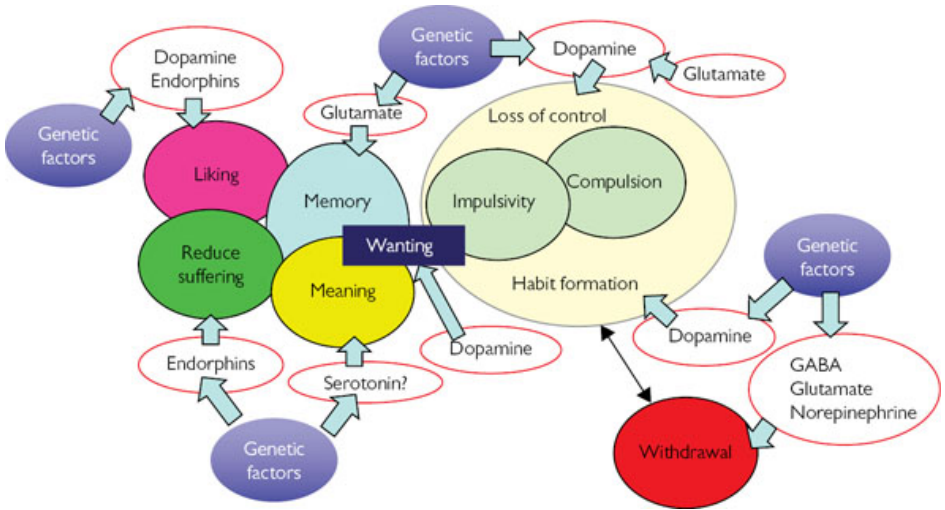 Genetic
factors
Dopamine
Endorphins
Genetic
factors
Dopamine
Glutamate
Glutamate
Loss of control
Liking
Memory
Impulsivity
Compulsion
Wanting
Reduce
suffering
Meaning
Habit formation
Genetic
factors
Dopamine
Dopamine
Endorphins
Serotonin?
GABA
Glutamate
Norepinephrine
Genetic
factors
Withdrawal